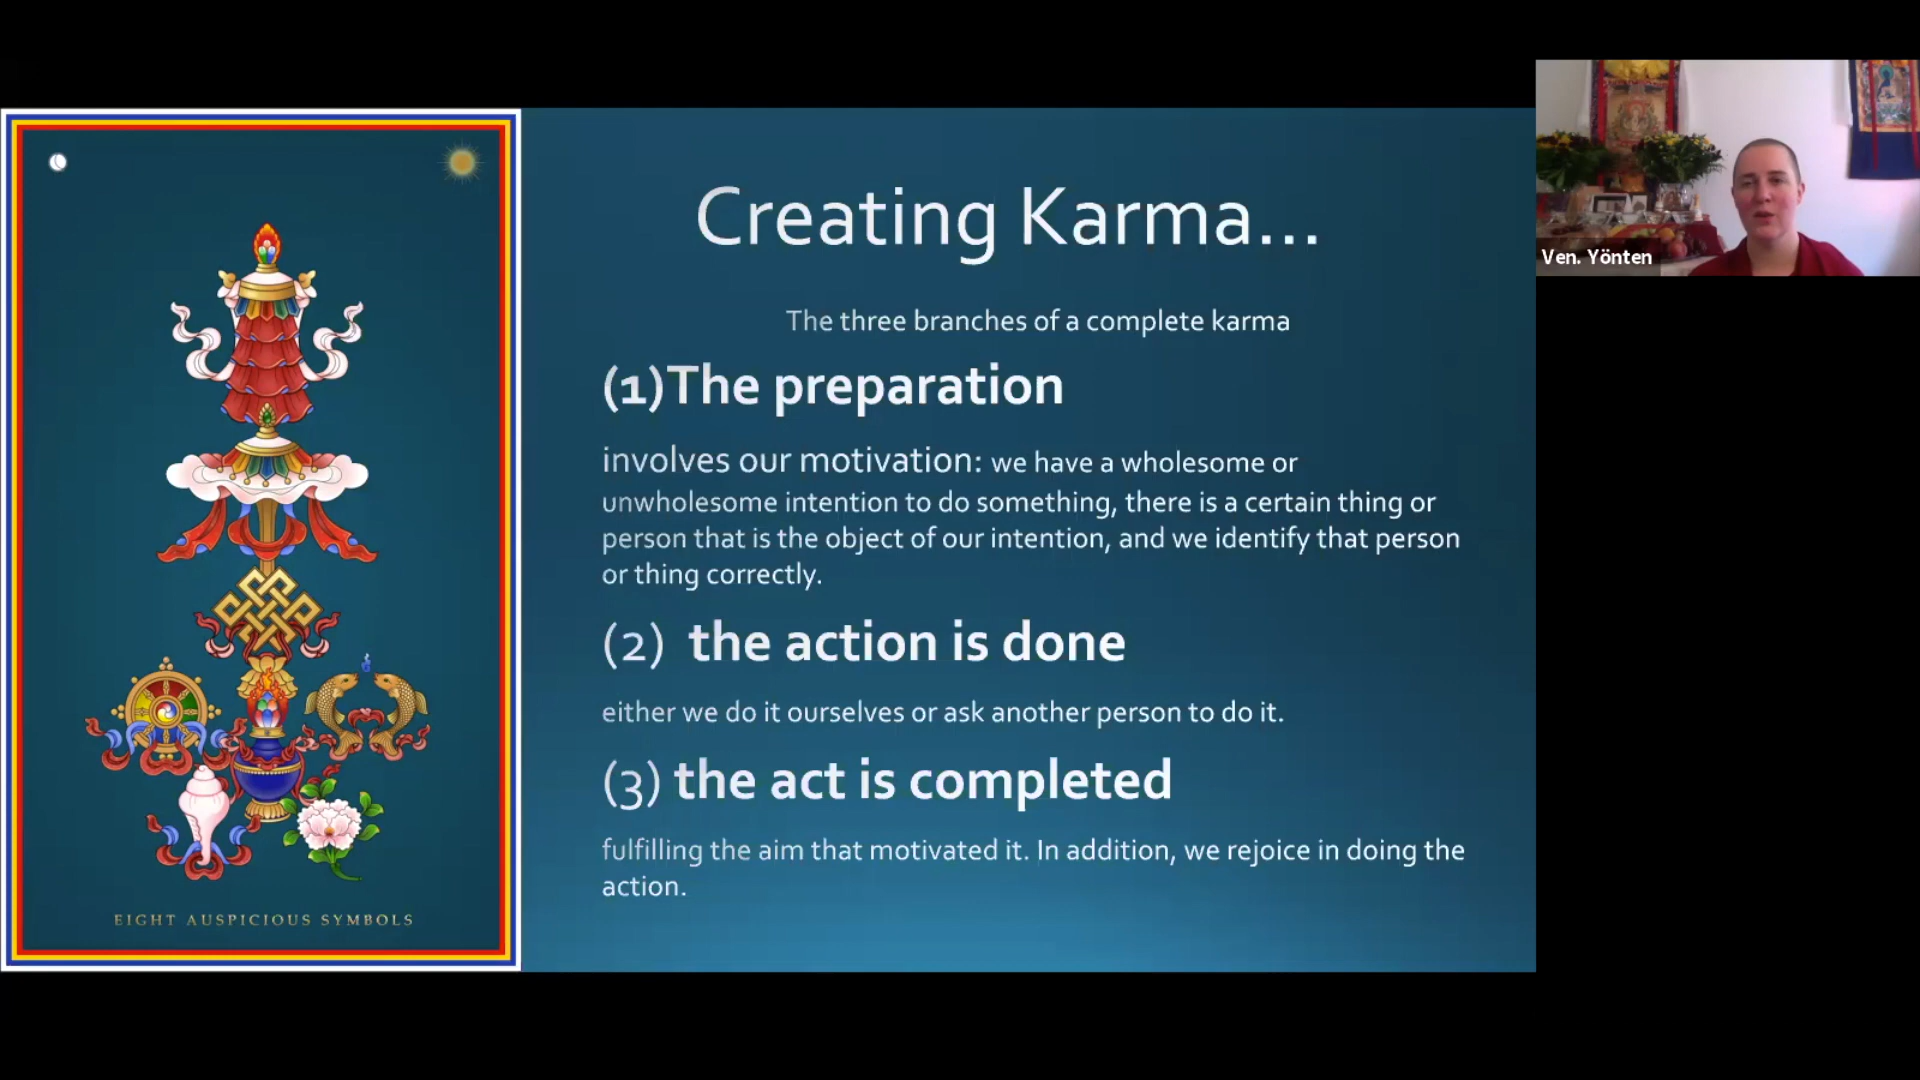 Creating Karma...
The three branches of a complete karma
(1)The preparation
involves our motivation: we have a wholesome or
unwholesome intention to do something, there is a certain thing or
person that is the object of our intention, and we identify that person
or thing correctly.
(2) the action is done
either we do it ourselves or ask another person to do it.
(3) the act is completed
fulfilling the aim that motivated it. In addition, we rejoice in doing the
action.
EIGHT AUSPICIOUS SYMBOLS
Ven. Yönten